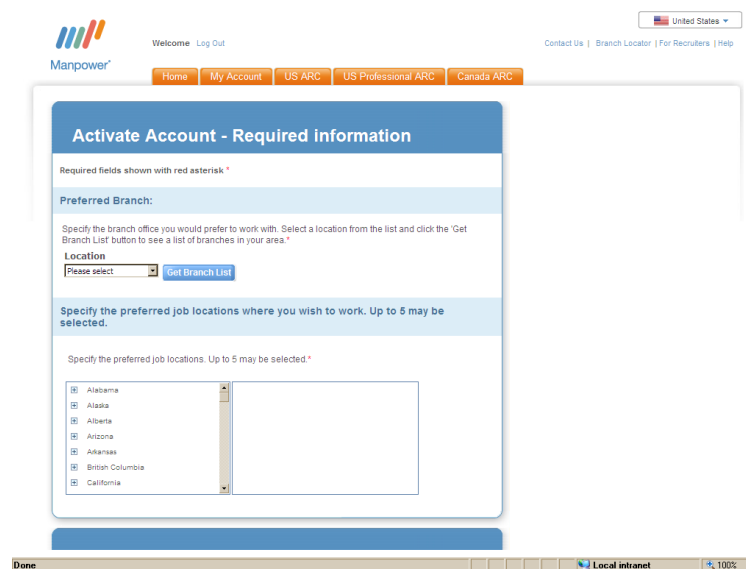 United States
Welcome Log Out
Contact Us | Branch Locator | For Recruiters | Help
Manpower®
Home My Account US ARC US Professional ARC Canada ARC
Activate Account - Required information
Required fields shown with red asterisk *
Preferred Branch:
Specify the branch office you would prefer to work with. Select a location from the list and click the 'Get
Branch List' button to see a list of branches in your area.*
Location
Please select Get Branch List
Specify the preferred job locations where you wish to work. Up to 5 may be
selected.
Specify the preferred job locations. Up to 5 may be selected.*
Alabama
Alaska
Alberta
Arizona
Arkansas
British Columbia
California
Done Local intranet 100%